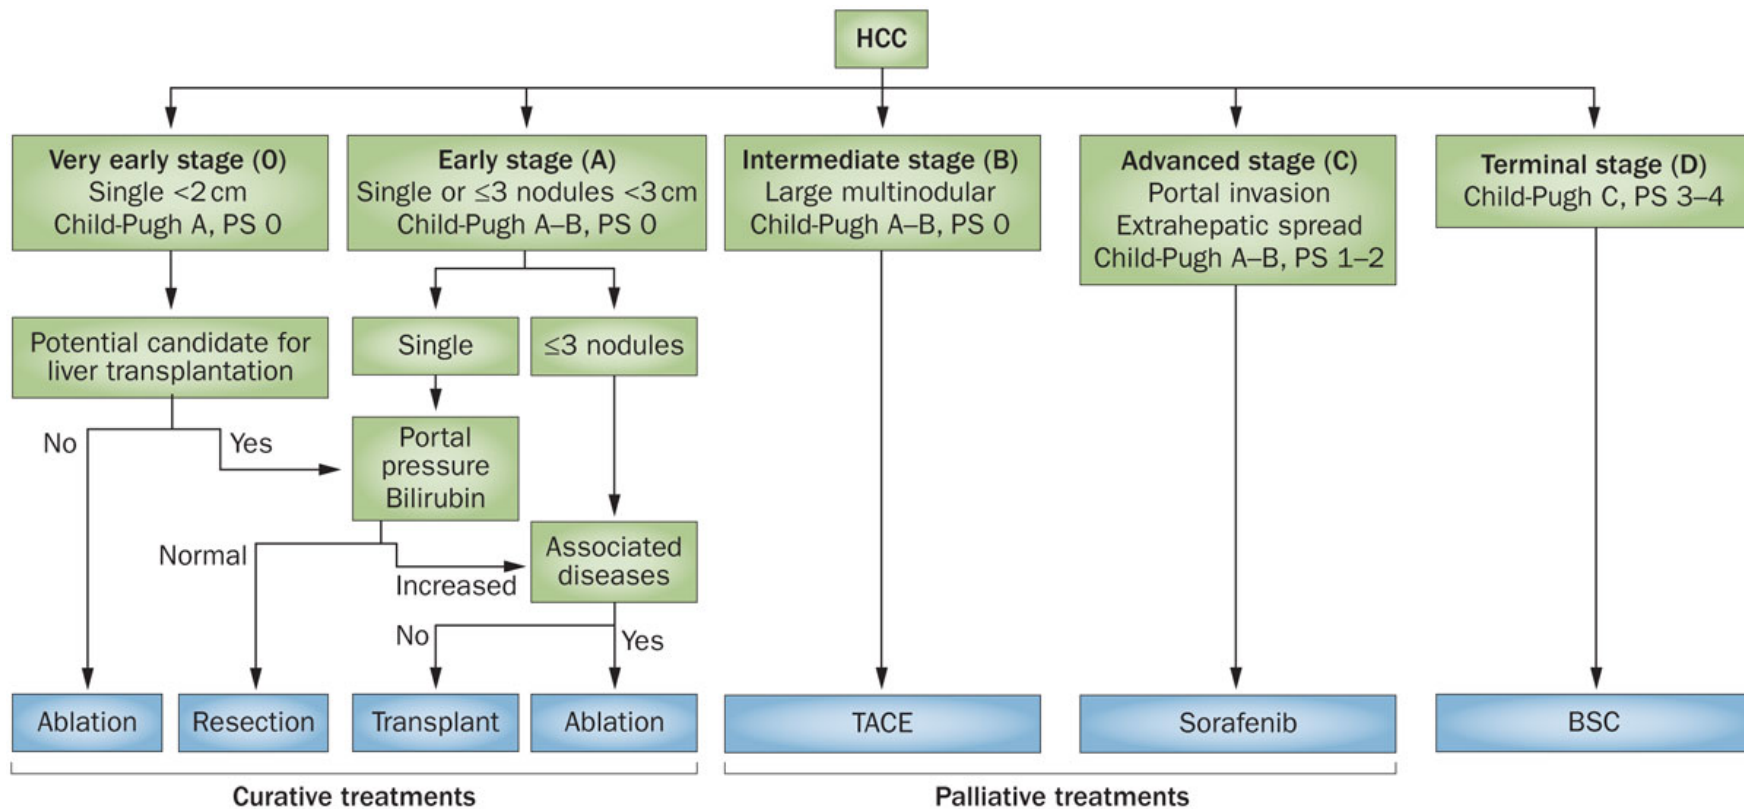 HCC
Very early stage (0)
Single <2 cm
Child-Pugh A, PS 0
Early stage (A)
Single or ≤3 nodules <3 cm
Child-Pugh A–B, PS 0
Intermediate stage (B)
Large multinodular
Child-Pugh A–B, PS 0
Advanced stage (C)
Portal invasion
Extrahepatic spread
Child-Pugh A–B, PS 1–2
Terminal stage (D)
Child-Pugh C, PS 3–4
Potential candidate for
liver transplantation
Single
≤3 nodules
No
Yes
Portal
pressure
Bilirubin
Normal
Increased
Associated
diseases
No
Yes
Ablation
Resection
Transplant
Ablation
TACE
Sorafenib
BSC
Curative treatments
Palliative treatments